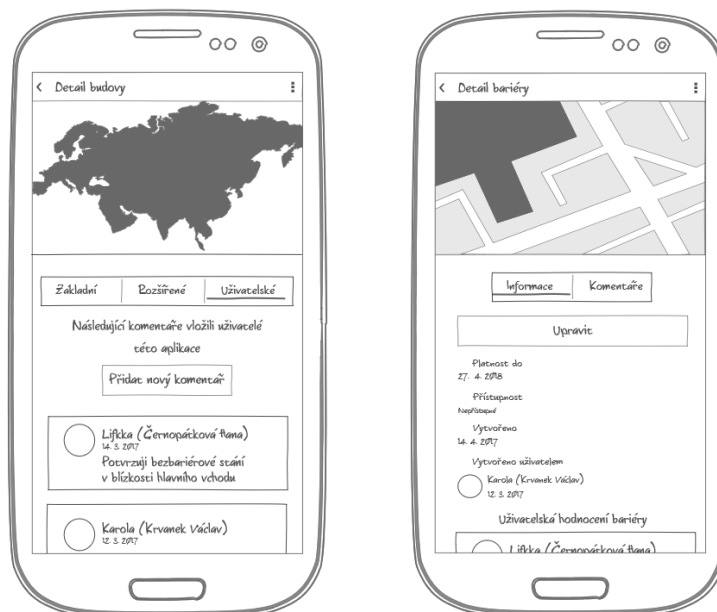 Detail budovy
Základní
Rozšířené
Uživatelské
Následující komentáře vložili uživatelé
této aplikace
Přidat nový komentář
Lifkka (Černopátková Hana)
14. 3. 2017
Potvrzuji bezbariérové stání
v blízkosti hlavního vchodu
Karola (Krvanek Václav)
12. 3. 2017
Detail bariéry
Informace
Komentáře
Upravit
Platnost do
27. 4. 2018
Přístupnost
Nepřístupné
Vytvořeno
14. 4. 2017
Vytvořeno uživatelem
Karola (Krvanek Václav)
12. 3. 2017
Uživatelská hodnocení bariéry
Lifkka (Černopátková Hana)